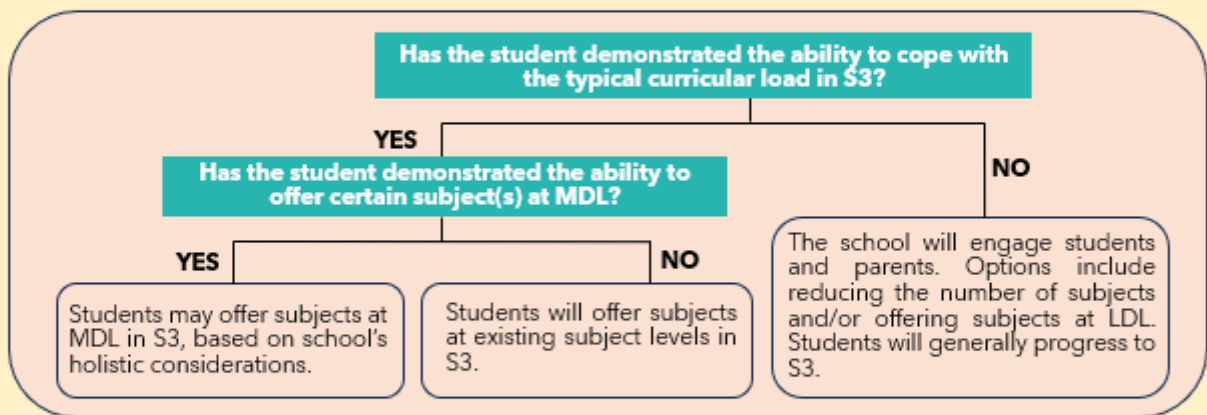 Has the student demonstrated the ability to cope with
the typical curricular load in S3?
YES
NO
Has the student demonstrated the ability to
offer certain subject(s) at MDL?
YES
NO
Students may offer subjects at
MDL in S3, based on school's
holistic considerations.
Students will offer subjects
at existing subject levels in
S3.
The school will engage students
and parents. Options include
reducing the number of subjects
and/or offering subjects at LDL.
Students will generally progress to
S3.